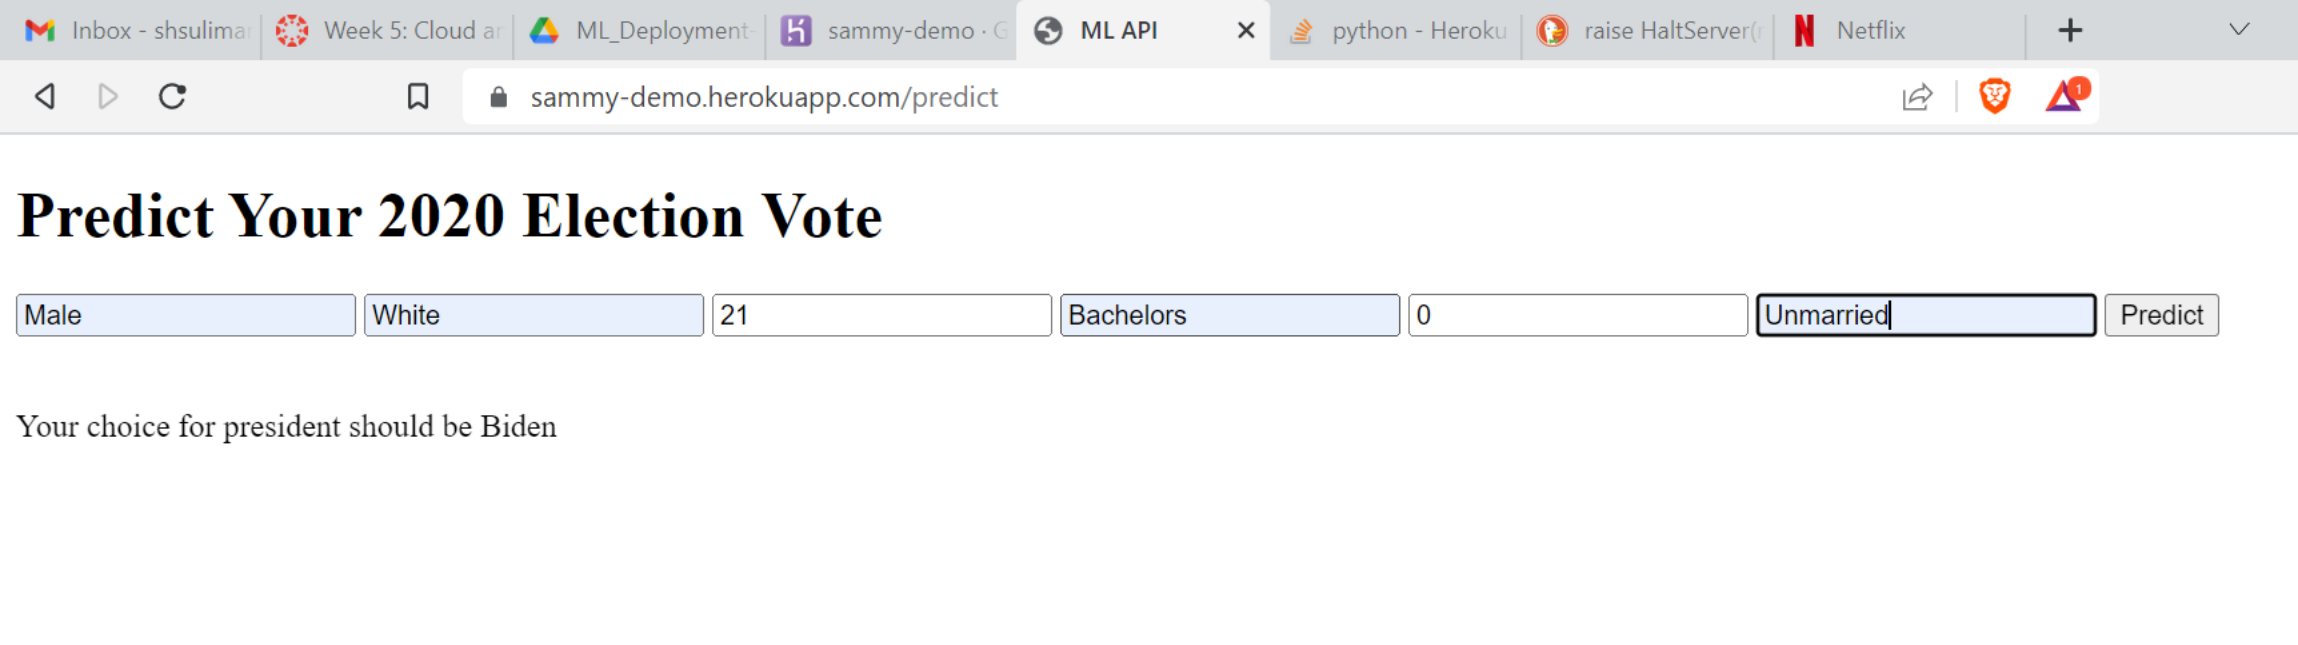 Inbox - shsulima Week 5: Cloud ar ML_Deployment- sammy-demo · G ML API python - Heroku raise HaltServer(r Netflix
sammy-demo.herokuapp.com/predict 1
Predict Your 2020 Election Vote
Male White 21 Bachelors 0 Unmarried Predict
Your choice for president should be Biden